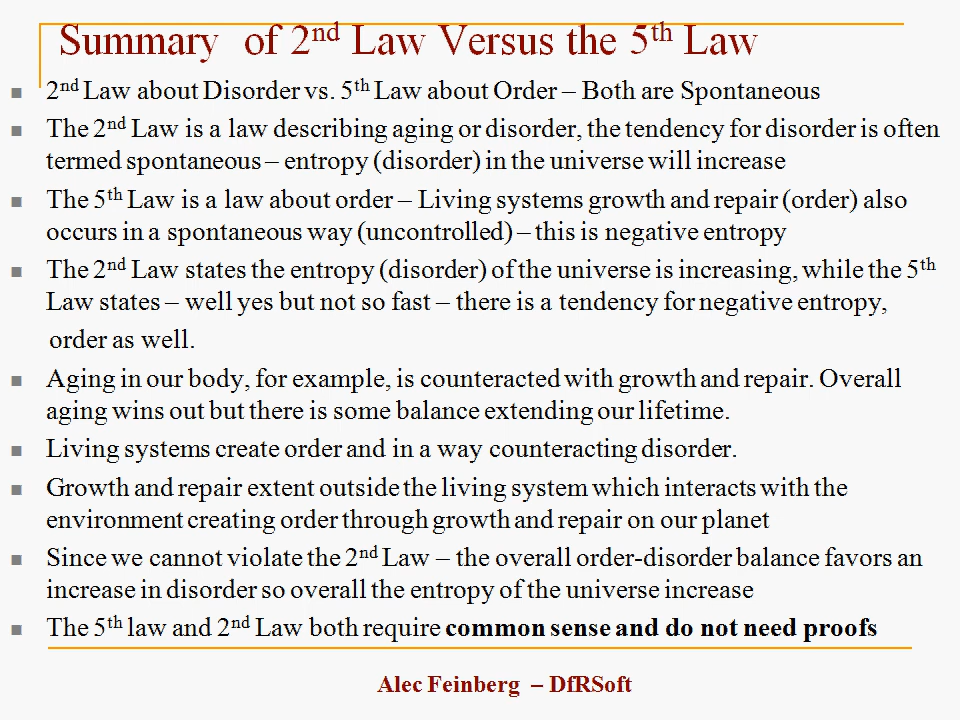 Summary of 2nd Law Versus the 5th Law
2nd Law about Disorder vs. 5th Law about Order – Both are Spontaneous
The 2nd Law is a law describing aging or disorder, the tendency for disorder is often
termed spontaneous – entropy (disorder) in the universe will increase
The 5th Law is a law about order – Living systems growth and repair (order) also
occurs in a spontaneous way (uncontrolled) – this is negative entropy
The 2nd Law states the entropy (disorder) of the universe is increasing, while the 5th
Law states – well yes but not so fast – there is a tendency for negative entropy,
order as well.
Aging in our body, for example, is counteracted with growth and repair. Overall
aging wins out but there is some balance extending our lifetime.
Living systems create order and in a way counteracting disorder.
Growth and repair extent outside the living system which interacts with the
environment creating order through growth and repair on our planet
Since we cannot violate the 2nd Law – the overall order-disorder balance favors an
increase in disorder so overall the entropy of the universe increase
The 5th law and 2nd Law both require common sense and do not need proofs
Alec Feinberg – DfRSoft